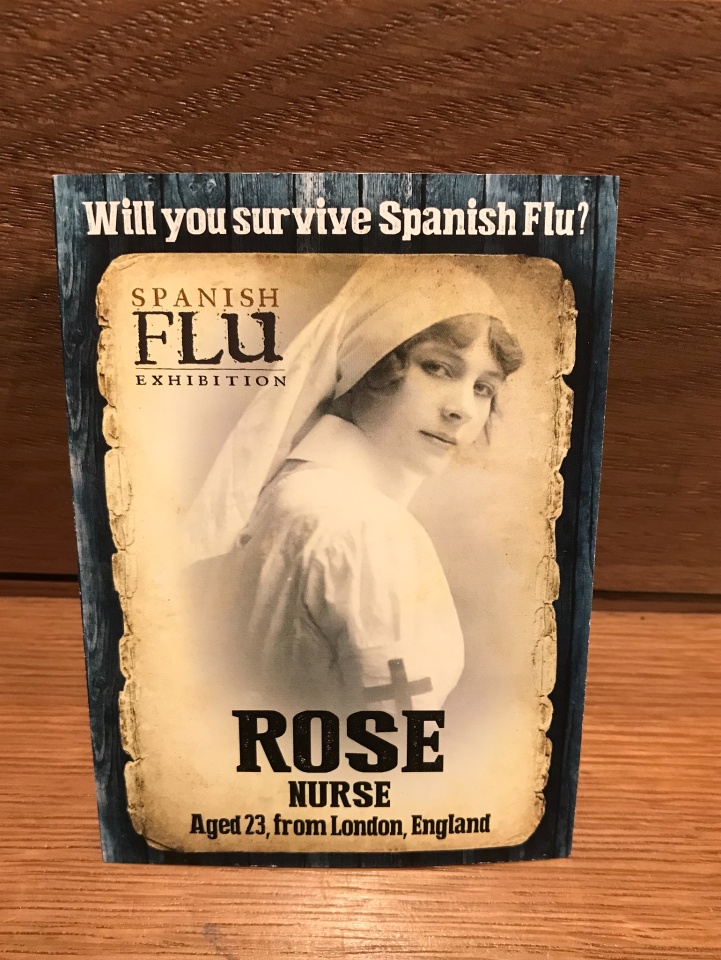 Will you survive Spanish Flu?
SPANISH
FLU
EXHIBITION
ROSE
NURSE
Aged 23, from London, England